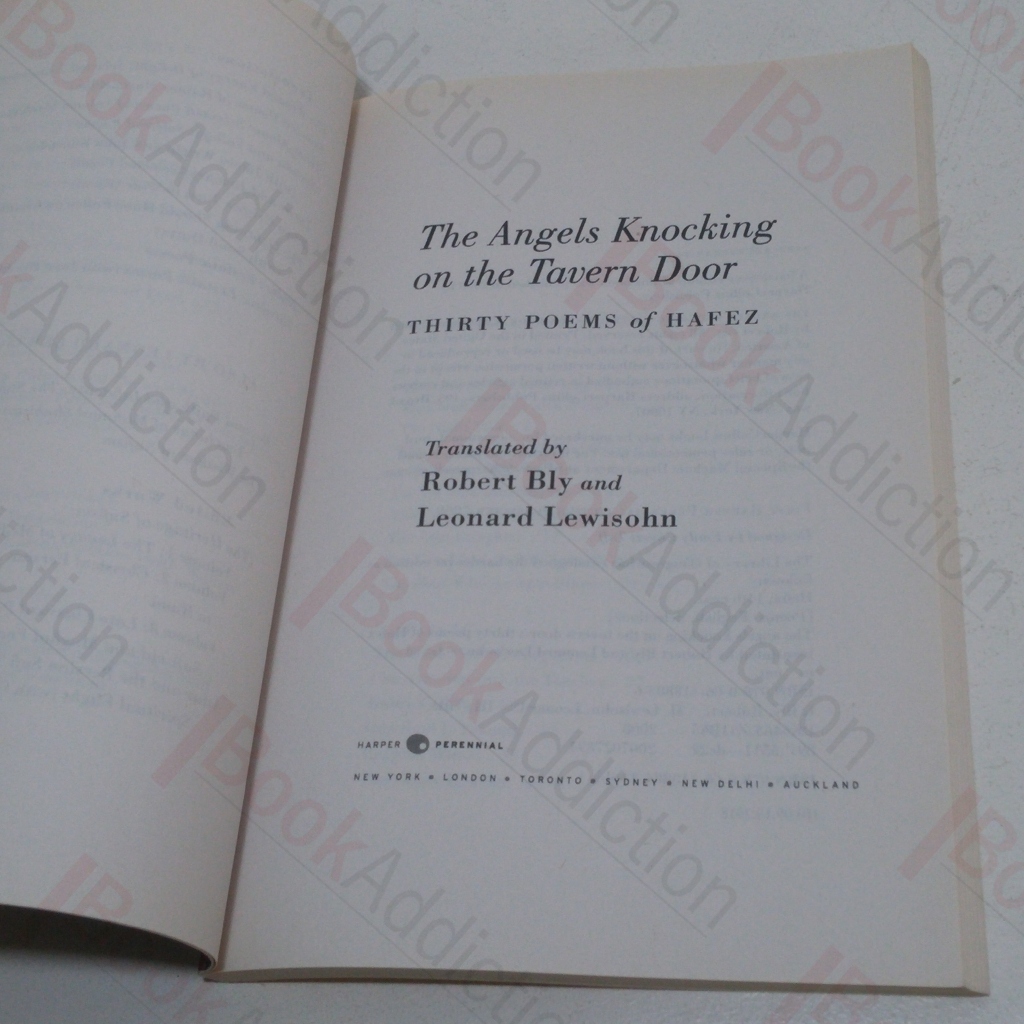 The Angels Knocking
on the Tavern Door
THIRTY POEMS of HAFEZ
Translated by
Robert Bly and
Leonard Lewisohn
HARPER PERENNIAL
NEW YORK • LONDON • TORONTO • SYDNEY • NEW DELHI • AUCKLAND
BookAddiction